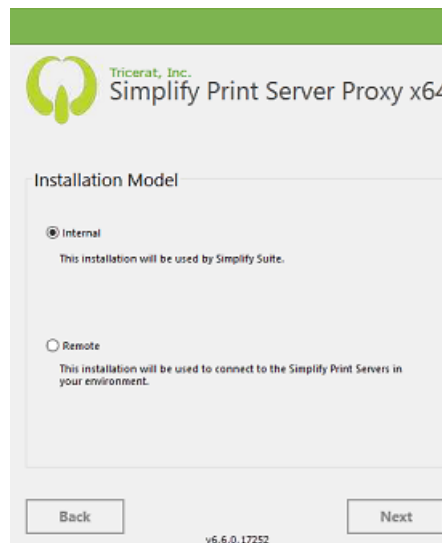 Tricerat, Inc.
Simplify Print Server Proxy x64
Installation Model
Internal
This installation will be used by Simplify Suite.
Remote
This installation will be used to connect to the Simplify Print Servers in
your environment.
Back
Next
v6.6.0.17252